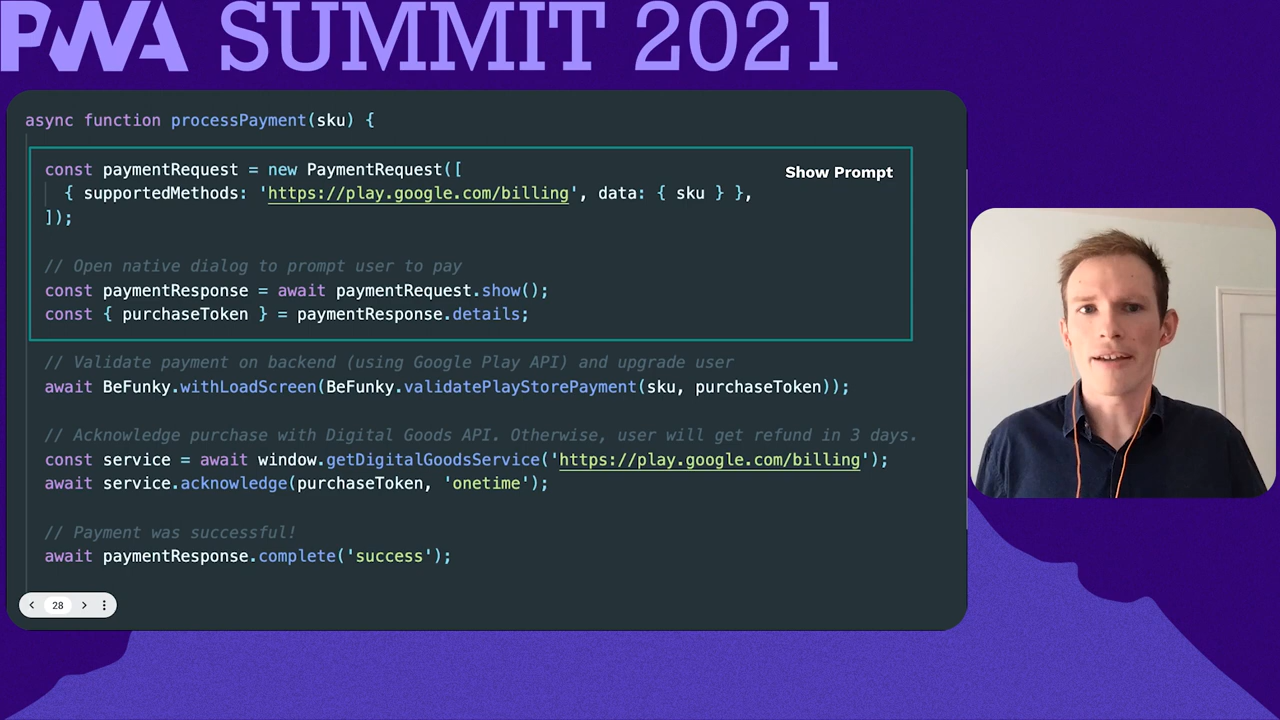 PWA SUMMIT 2021
async function processPayment(sku) {
const paymentRequest = new PaymentRequest([
Show Prompt
{ supportedMethods: 'https://play.google.com/billing', data: { sku } },
]);
// Open native dialog to prompt user to pay
const paymentResponse = await paymentRequest.show();
const { purchaseToken } = paymentResponse.details;
// Validate payment on backend (using Google Play API) and upgrade user
await BeFunky.withLoadScreen(BeFunky.validatePlayStorePayment(sku, purchaseToken));
// Acknowledge purchase with Digital Goods API. Otherwise, user will get refund in 3 days.
const service = await window.getDigitalGoodsService('https://play.google.com/billing');
await service.acknowledge(purchaseToken, 'onetime');
// Payment was successful!
await paymentResponse.complete('success');
28